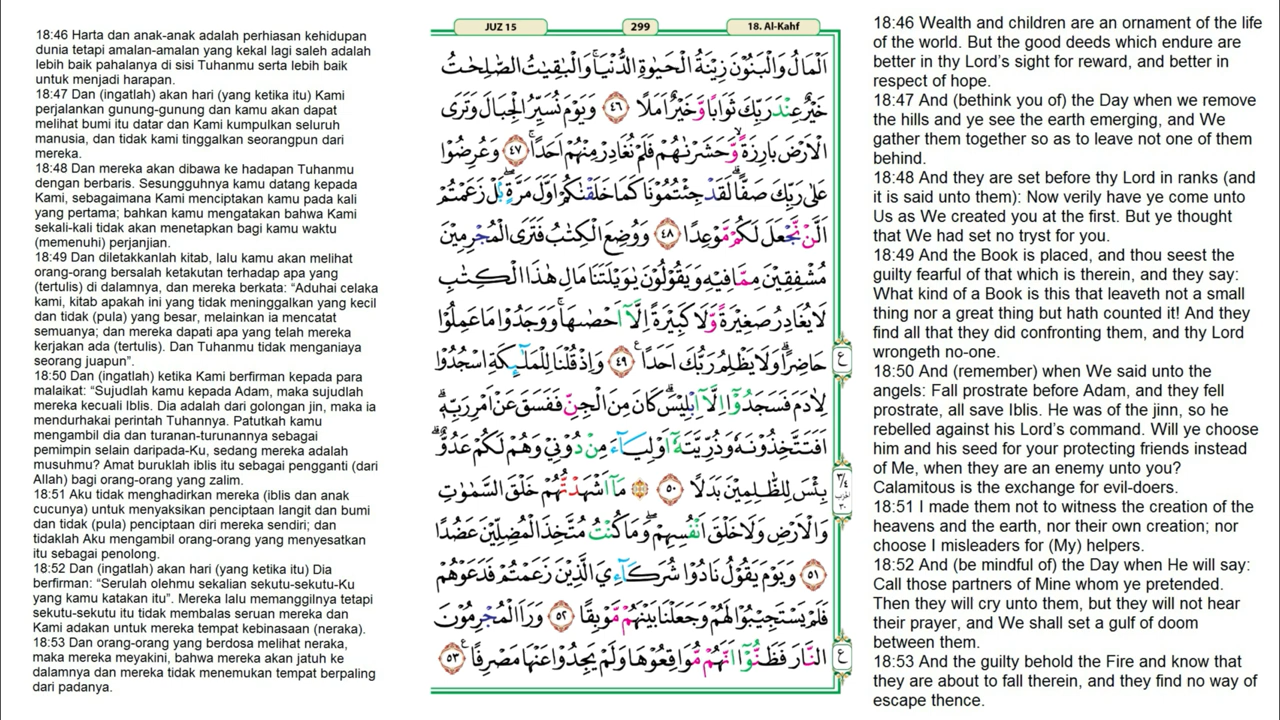 18:46 Harta dan anak-anak adalah perhiasan kehidupan
dunia tetapi amalan-amalan yang kekal lagi saleh adalah
lebih baik pahalanya di sisi Tuhanmu serta lebih baik
untuk menjadi harapan.
18:47 Dan (ingatlah) akan hari (yang ketika itu) Kami
perjalankan gunung-gunung dan kamu akan dapat
melihat bumi itu datar dan Kami kumpulkan seluruh
manusia, dan tidak kami tinggalkan seorangpun dari
mereka.
18:48 Dan mereka akan dibawa ke hadapan Tuhanmu
dengan berbaris. Sesungguhnya kamu datang kepada
Kami, sebagaimana Kami menciptakan kamu pada kali
yang pertama; bahkan kamu mengatakan bahwa Kami
sekali-kali tidak akan menetapkan bagi kamu waktu
(memenuhi) perjanjian.
18:49 Dan diletakkanlah kitab, lalu kamu akan melihat
orang-orang bersalah ketakutan terhadap apa yang
(tertulis) di dalamnya, dan mereka berkata: “Aduhai celaka
kami, kitab apakah ini yang tidak meninggalkan yang kecil
dan tidak (pula) yang besar, melainkan ia mencatat
semuanya; dan mereka dapati apa yang telah mereka
kerjakan ada (tertulis). Dan Tuhanmu tidak menganiaya
seorang juapun”.
18:50 Dan (ingatlah) ketika Kami berfirman kepada para
malaikat: “Sujudlah kamu kepada Adam, maka sujudlah
mereka kecuali Iblis. Dia adalah dari golongan jin, maka ia
mendurhakai perintah Tuhannya. Patutkah kamu
mengambil dia dan turanan-turunannya sebagai
pemimpin selain daripada-Ku, sedang mereka adalah
musuhmu? Amat buruklah iblis itu sebagai pengganti (dari
Allah) bagi orang-orang yang zalim.
18:51 Aku tidak menghadirkan mereka (iblis dan anak
cucunya) untuk menyaksikan penciptaan langit dan bumi
dan tidak (pula) penciptaan diri mereka sendiri; dan
tidaklah Aku mengambil orang-orang yang menyesatkan
itu sebagai penolong.
18:52 Dan (ingatlah) akan hari (yang ketika itu) Dia
berfirman: “Serulah olehmu sekalian sekutu-sekutu-Ku
yang kamu katakan itu”. Mereka lalu memanggilnya tetapi
sekutu-sekutu itu tidak membalas seruan mereka dan
Kami adakan untuk mereka tempat kebinasaan (neraka).
18:53 Dan orang-orang yang berdosa melihat neraka,
maka mereka meyakini, bahwa mereka akan jatuh ke
dalamnya dan mereka tidak menemukan tempat berpaling
dari padanya.
JUZ 15
299
18. Al-Kahf
اَلْمَالُ وَالْبَنُوْنَ زِيْنَةُ الْحَيٰوةِ الدُّنْيَاۚ وَالْبٰقِيٰتُ الصّٰلِحٰتُ
خَيْرٌ عِنْدَ رَبِّكَ ثَوَابًا وَّخَيْرٌ اَمَلًا ٤٦ وَيَوْمَ نُسَيِّرُ الْجِبَالَ وَتَرَى
الْاَرْضَ بَارِزَةًۙ وَّحَشَرْنٰهُمْ فَلَمْ نُغَادِرْ مِنْهُمْ اَحَدًاۚ ٤٧ وَعُرِضُوْا
عَلٰى رَبِّكَ صَفًّاۗ لَقَدْ جِئْتُمُوْنَا كَمَا خَلَقْنٰكُمْ اَوَّلَ مَرَّةٍۢ بَلْ زَعَمْتُمْ
اَلَّنْ نَّجْعَلَ لَكُمْ مَّوْعِدًا ٤٨ وَوُضِعَ الْكِتٰبُ فَتَرَى الْمُجْرِمِيْنَ
مُشْفِقِيْنَ مِمَّا فِيْهِ وَيَقُوْلُوْنَ يٰوَيْلَتَنَا مَالِ هٰذَا الْكِتٰبِ
لَا يُغَادِرُ صَغِيْرَةً وَّلَا كَبِيْرَةً اِلَّآ اَحْصٰىهَاۚ وَوَجَدُوْا مَا عَمِلُوْا
حَاضِرًاۗ وَلَا يَظْلِمُ رَبُّكَ اَحَدًا ࣖ ٤٩ وَاِذْ قُلْنَا لِلْمَلٰۤىِٕكَةِ اسْجُدُوْا
لِاٰدَمَ فَسَجَدُوْٓا اِلَّآ اِبْلِيْسَۗ كَانَ مِنَ الْجِنِّ فَفَسَقَ عَنْ اَمْرِ رَبِّهٖۗ
اَفَتَتَّخِذُوْنَهٗ وَذُرِّيَّتَهٗٓ اَوْلِيَاۤءَ مِنْ دُوْنِيْ وَهُمْ لَكُمْ عَدُوٌّۗ
بِئْسَ لِلظّٰلِمِيْنَ بَدَلًا ٥٠ ۞ مَآ اَشْهَدْتُّهُمْ خَلْقَ السَّمٰوٰتِ
وَالْاَرْضِ وَلَا خَلْقَ اَنْفُسِهِمْۖ وَمَا كُنْتُ مُتَّخِذَ الْمُضِلِّيْنَ عَضُدًا
٥١ وَيَوْمَ يَقُوْلُ نَادُوْا شُرَكَاۤءِيَ الَّذِيْنَ زَعَمْتُمْ فَدَعَوْهُمْ
فَلَمْ يَسْتَجِيْبُوْا لَهُمْ وَجَعَلْنَا بَيْنَهُمْ مَّوْبِقًا ٥٢ وَرَاَ الْمُجْرِمُوْنَ
النَّارَ فَظَنُّوْٓا اَنَّهُمْ مُّوَاقِعُوْهَا وَلَمْ يَجِدُوْا عَنْهَا مَصْرِفًا ࣖ ٥٣
ع
ع
18:46 Wealth and children are an ornament of the life
of the world. But the good deeds which endure are
better in thy Lord’s sight for reward, and better in
respect of hope.
18:47 And (bethink you of) the Day when we remove
the hills and ye see the earth emerging, and We
gather them together so as to leave not one of them
behind.
18:48 And they are set before thy Lord in ranks (and
it is said unto them): Now verily have ye come unto
Us as We created you at the first. But ye thought
that We had set no tryst for you.
18:49 And the Book is placed, and thou seest the
guilty fearful of that which is therein, and they say:
What kind of a Book is this that leaveth not a small
thing nor a great thing but hath counted it! And they
find all that they did confronting them, and thy Lord
wrongeth no-one.
18:50 And (remember) when We said unto the
angels: Fall prostrate before Adam, and they fell
prostrate, all save Iblis. He was of the jinn, so he
rebelled against his Lord’s command. Will ye choose
him and his seed for your protecting friends instead
of Me, when they are an enemy unto you?
Calamitous is the exchange for evil-doers.
18:51 I made them not to witness the creation of the
heavens and the earth, nor their own creation; nor
choose I misleaders for (My) helpers.
18:52 And (be mindful of) the Day when He will say:
Call those partners of Mine whom ye pretended.
Then they will cry unto them, but they will not hear
their prayer, and We shall set a gulf of doom
between them.
18:53 And the guilty behold the Fire and know that
they are about to fall therein, and they find no way of
escape thence.